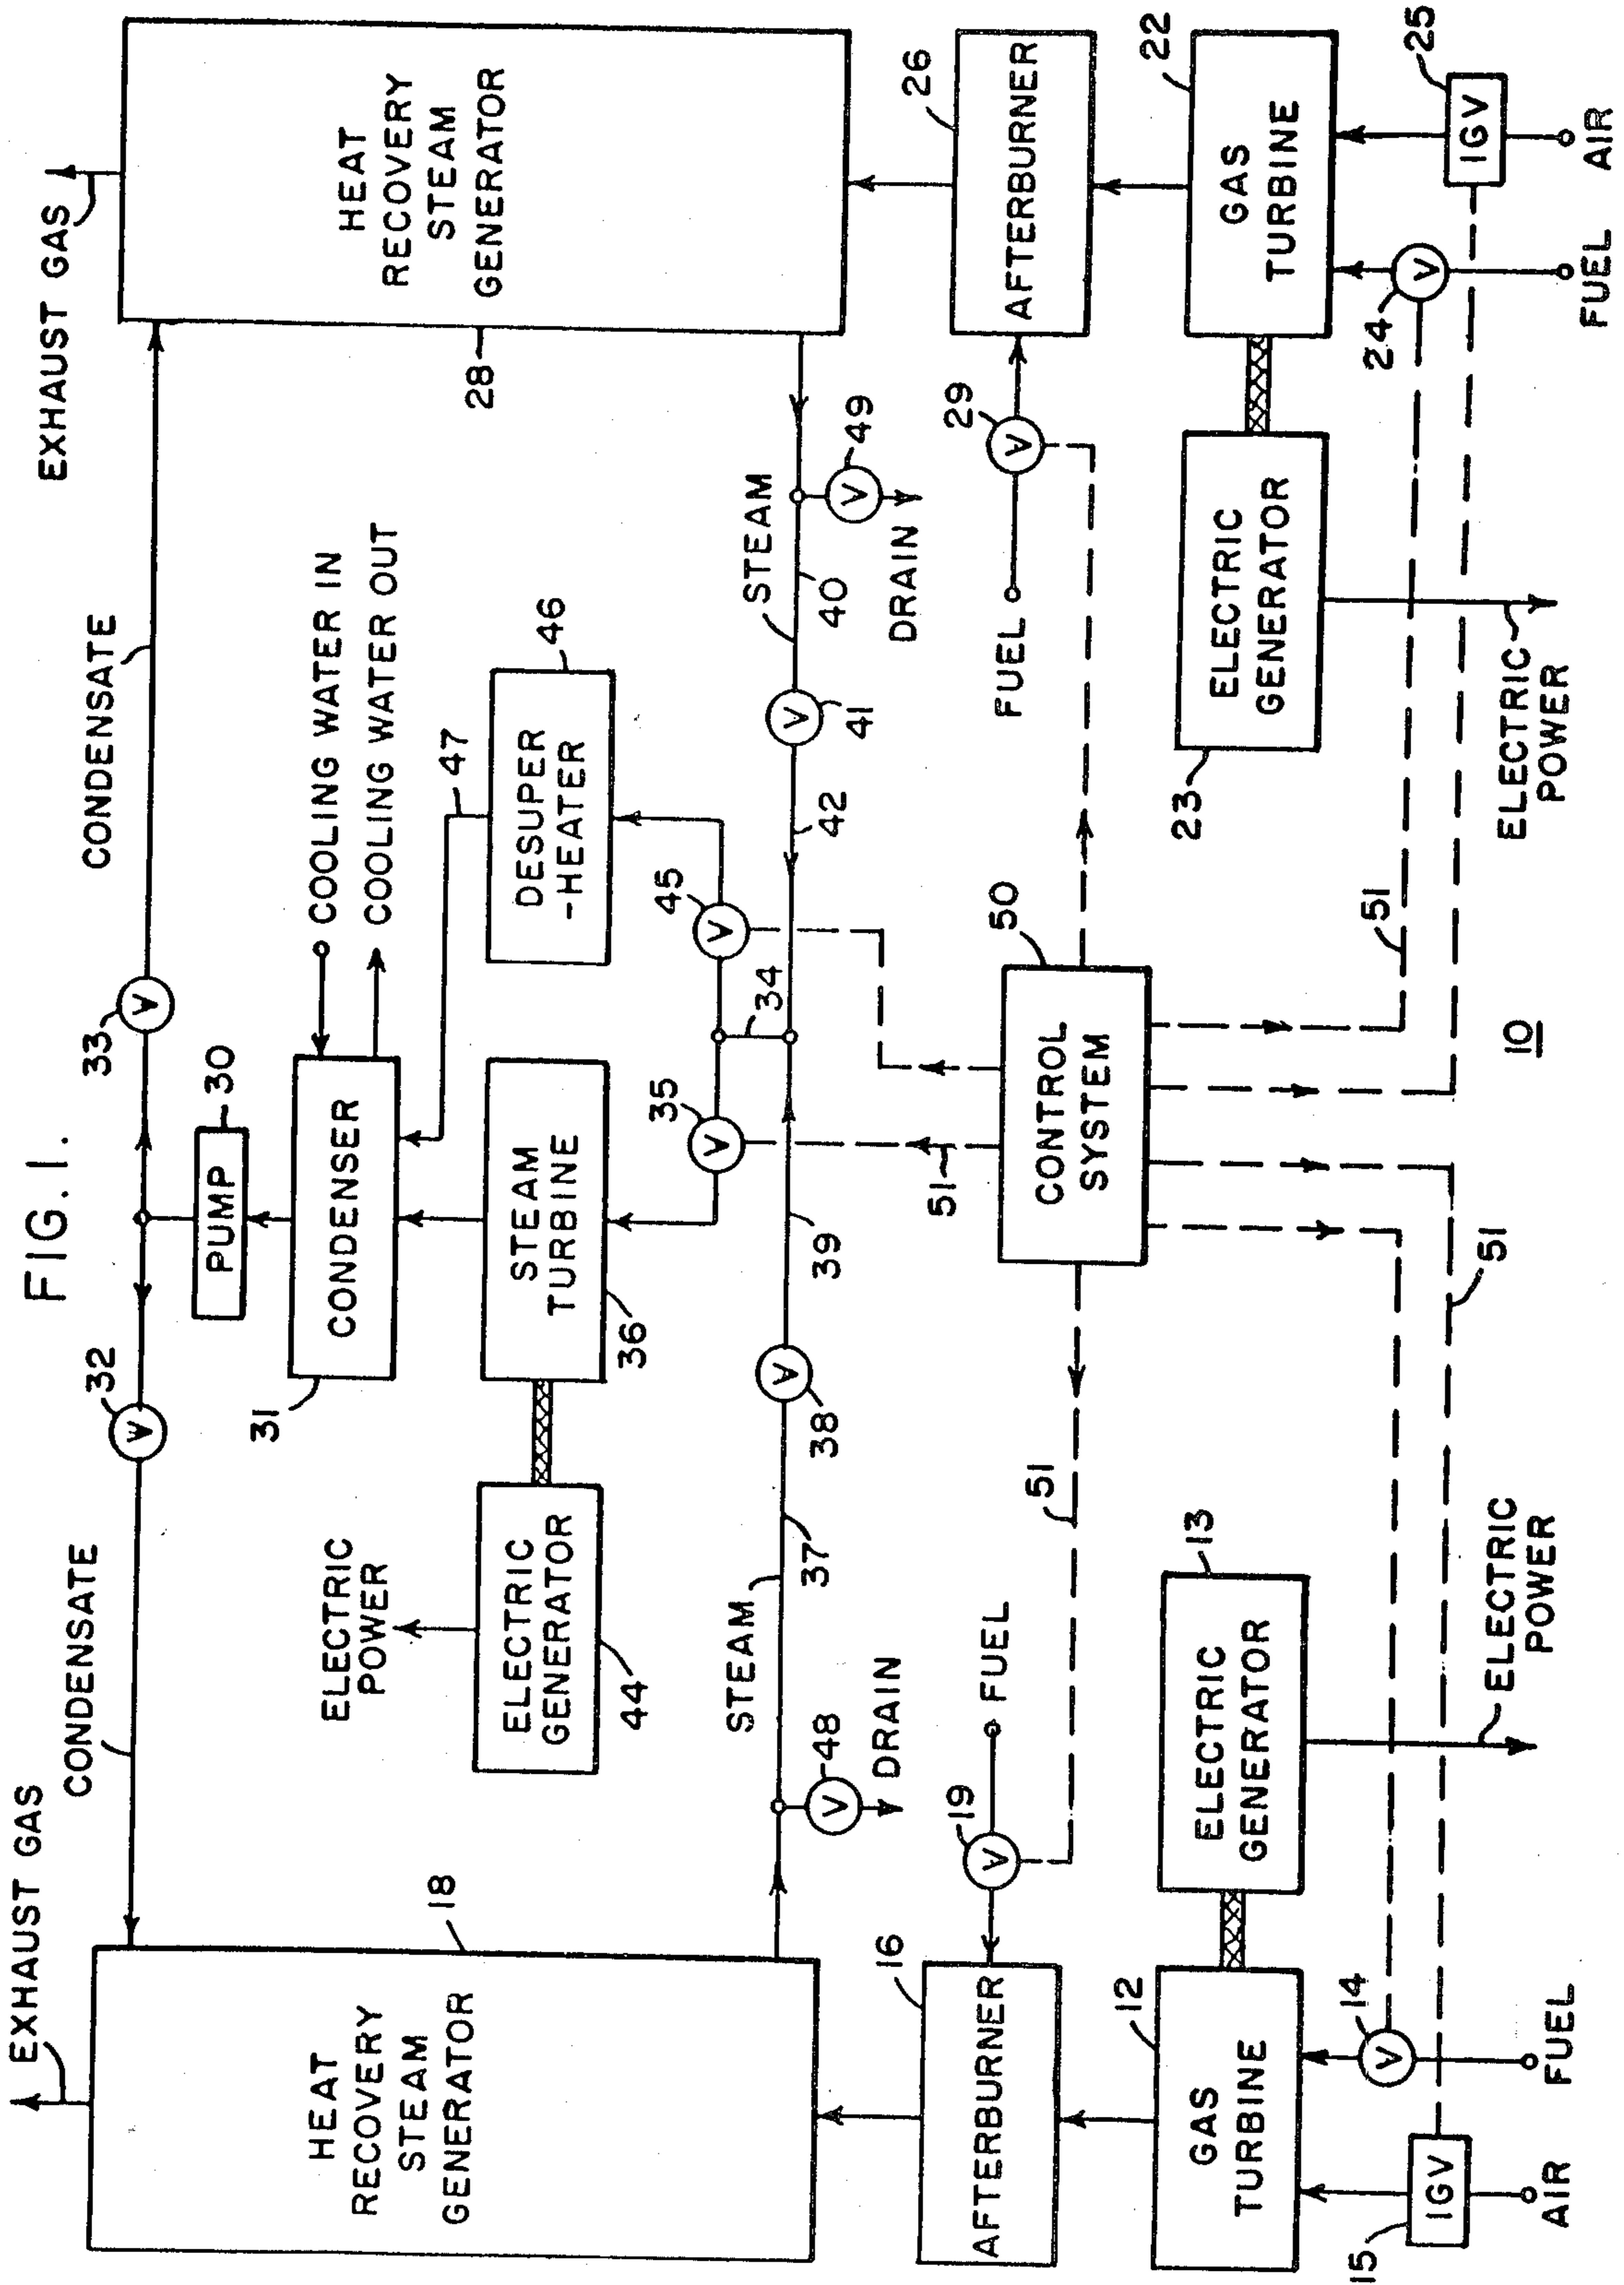 FIG. 1.
EXHAUST GAS
EXHAUST GAS
CONDENSATE
CONDENSATE
32
33
V
V
PUMP
30
31
CONDENSER
COOLING WATER IN
COOLING WATER OUT
HEAT
RECOVERY
STEAM
GENERATOR
18
HEAT
RECOVERY
STEAM
GENERATOR
28
ELECTRIC
POWER
ELECTRIC
GENERATOR
44
STEAM
TURBINE
36
47
DESUPER
-HEATER
46
35
V
45
V
34
STEAM
37
V
38
39
42
V
41
STEAM
40
V
48
DRAIN
V
49
DRAIN
16
AFTERBURNER
19
V
FUEL
51
51
CONTROL
SYSTEM
50
FUEL
29
V
AFTERBURNER
26
12
GAS
TURBINE
ELECTRIC
GENERATOR
13
23
ELECTRIC
GENERATOR
GAS
TURBINE
22
15
IGV
14
V
51
51
24
V
IGV
25
AIR
FUEL
ELECTRIC
POWER
10
ELECTRIC
POWER
FUEL
AIR